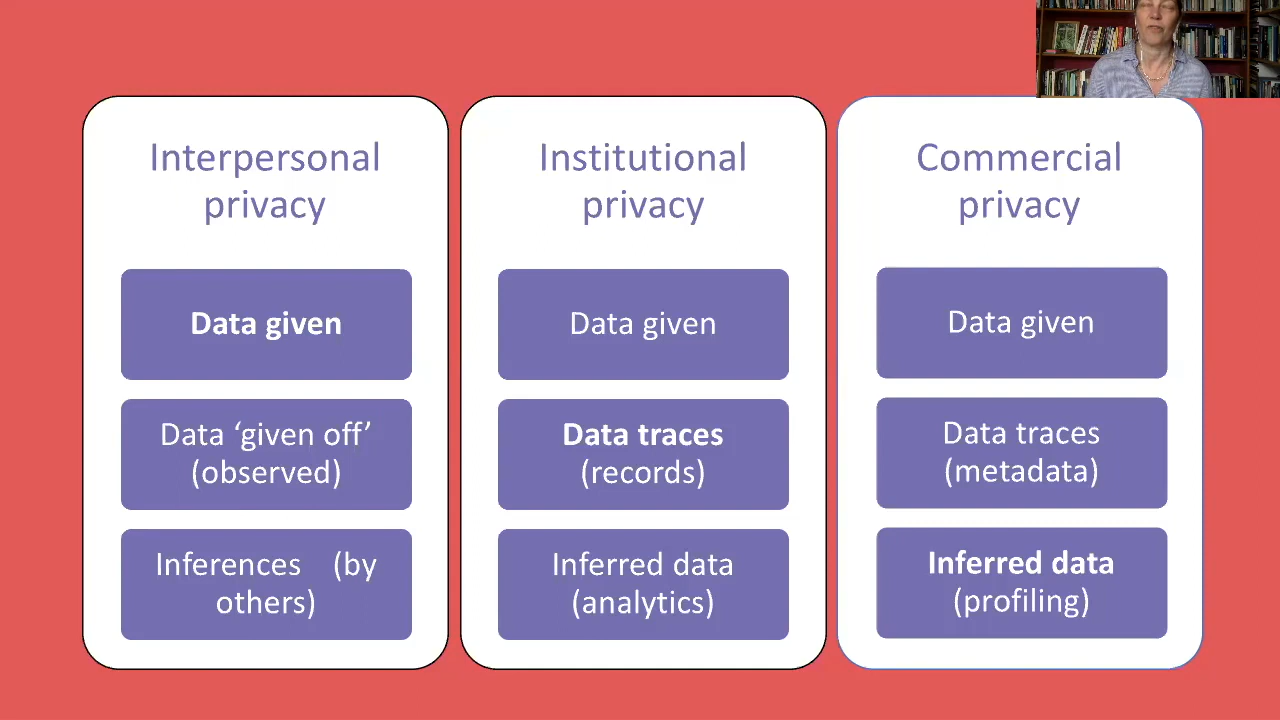 Interpersonal
privacy
Data given
Data ‘given off’
(observed)
Inferences (by
others)
Institutional
privacy
Data given
Data traces
(records)
Inferred data
(analytics)
Commercial
privacy
Data given
Data traces
(metadata)
Inferred data
(profiling)